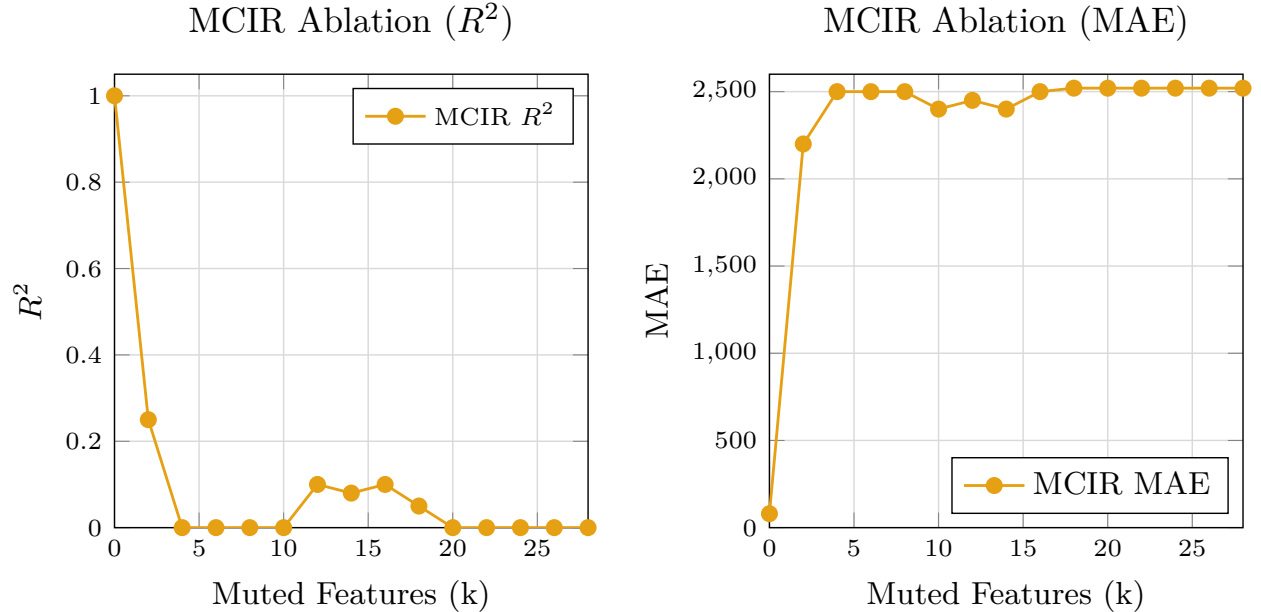 MCIR Ablation (R²)
1
0.8
0.6
0.4
0.2
0
R²
MCIR R²
0 5 10 15 20 25
Muted Features (k)
MCIR Ablation (MAE)
2,500
2,000
1,500
1,000
500
0
MAE
MCIR MAE
0 5 10 15 20 25
Muted Features (k)